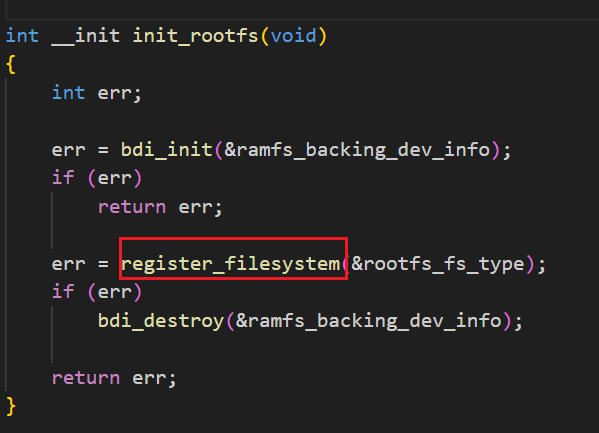 int __init init_rootfs(void)
{
int err;
err = bdi_init(&ramfs_backing_dev_info);
if (err)
return err;
err = register_filesystem(&rootfs_fs_type);
if (err)
bdi_destroy(&ramfs_backing_dev_info);
return err;
}